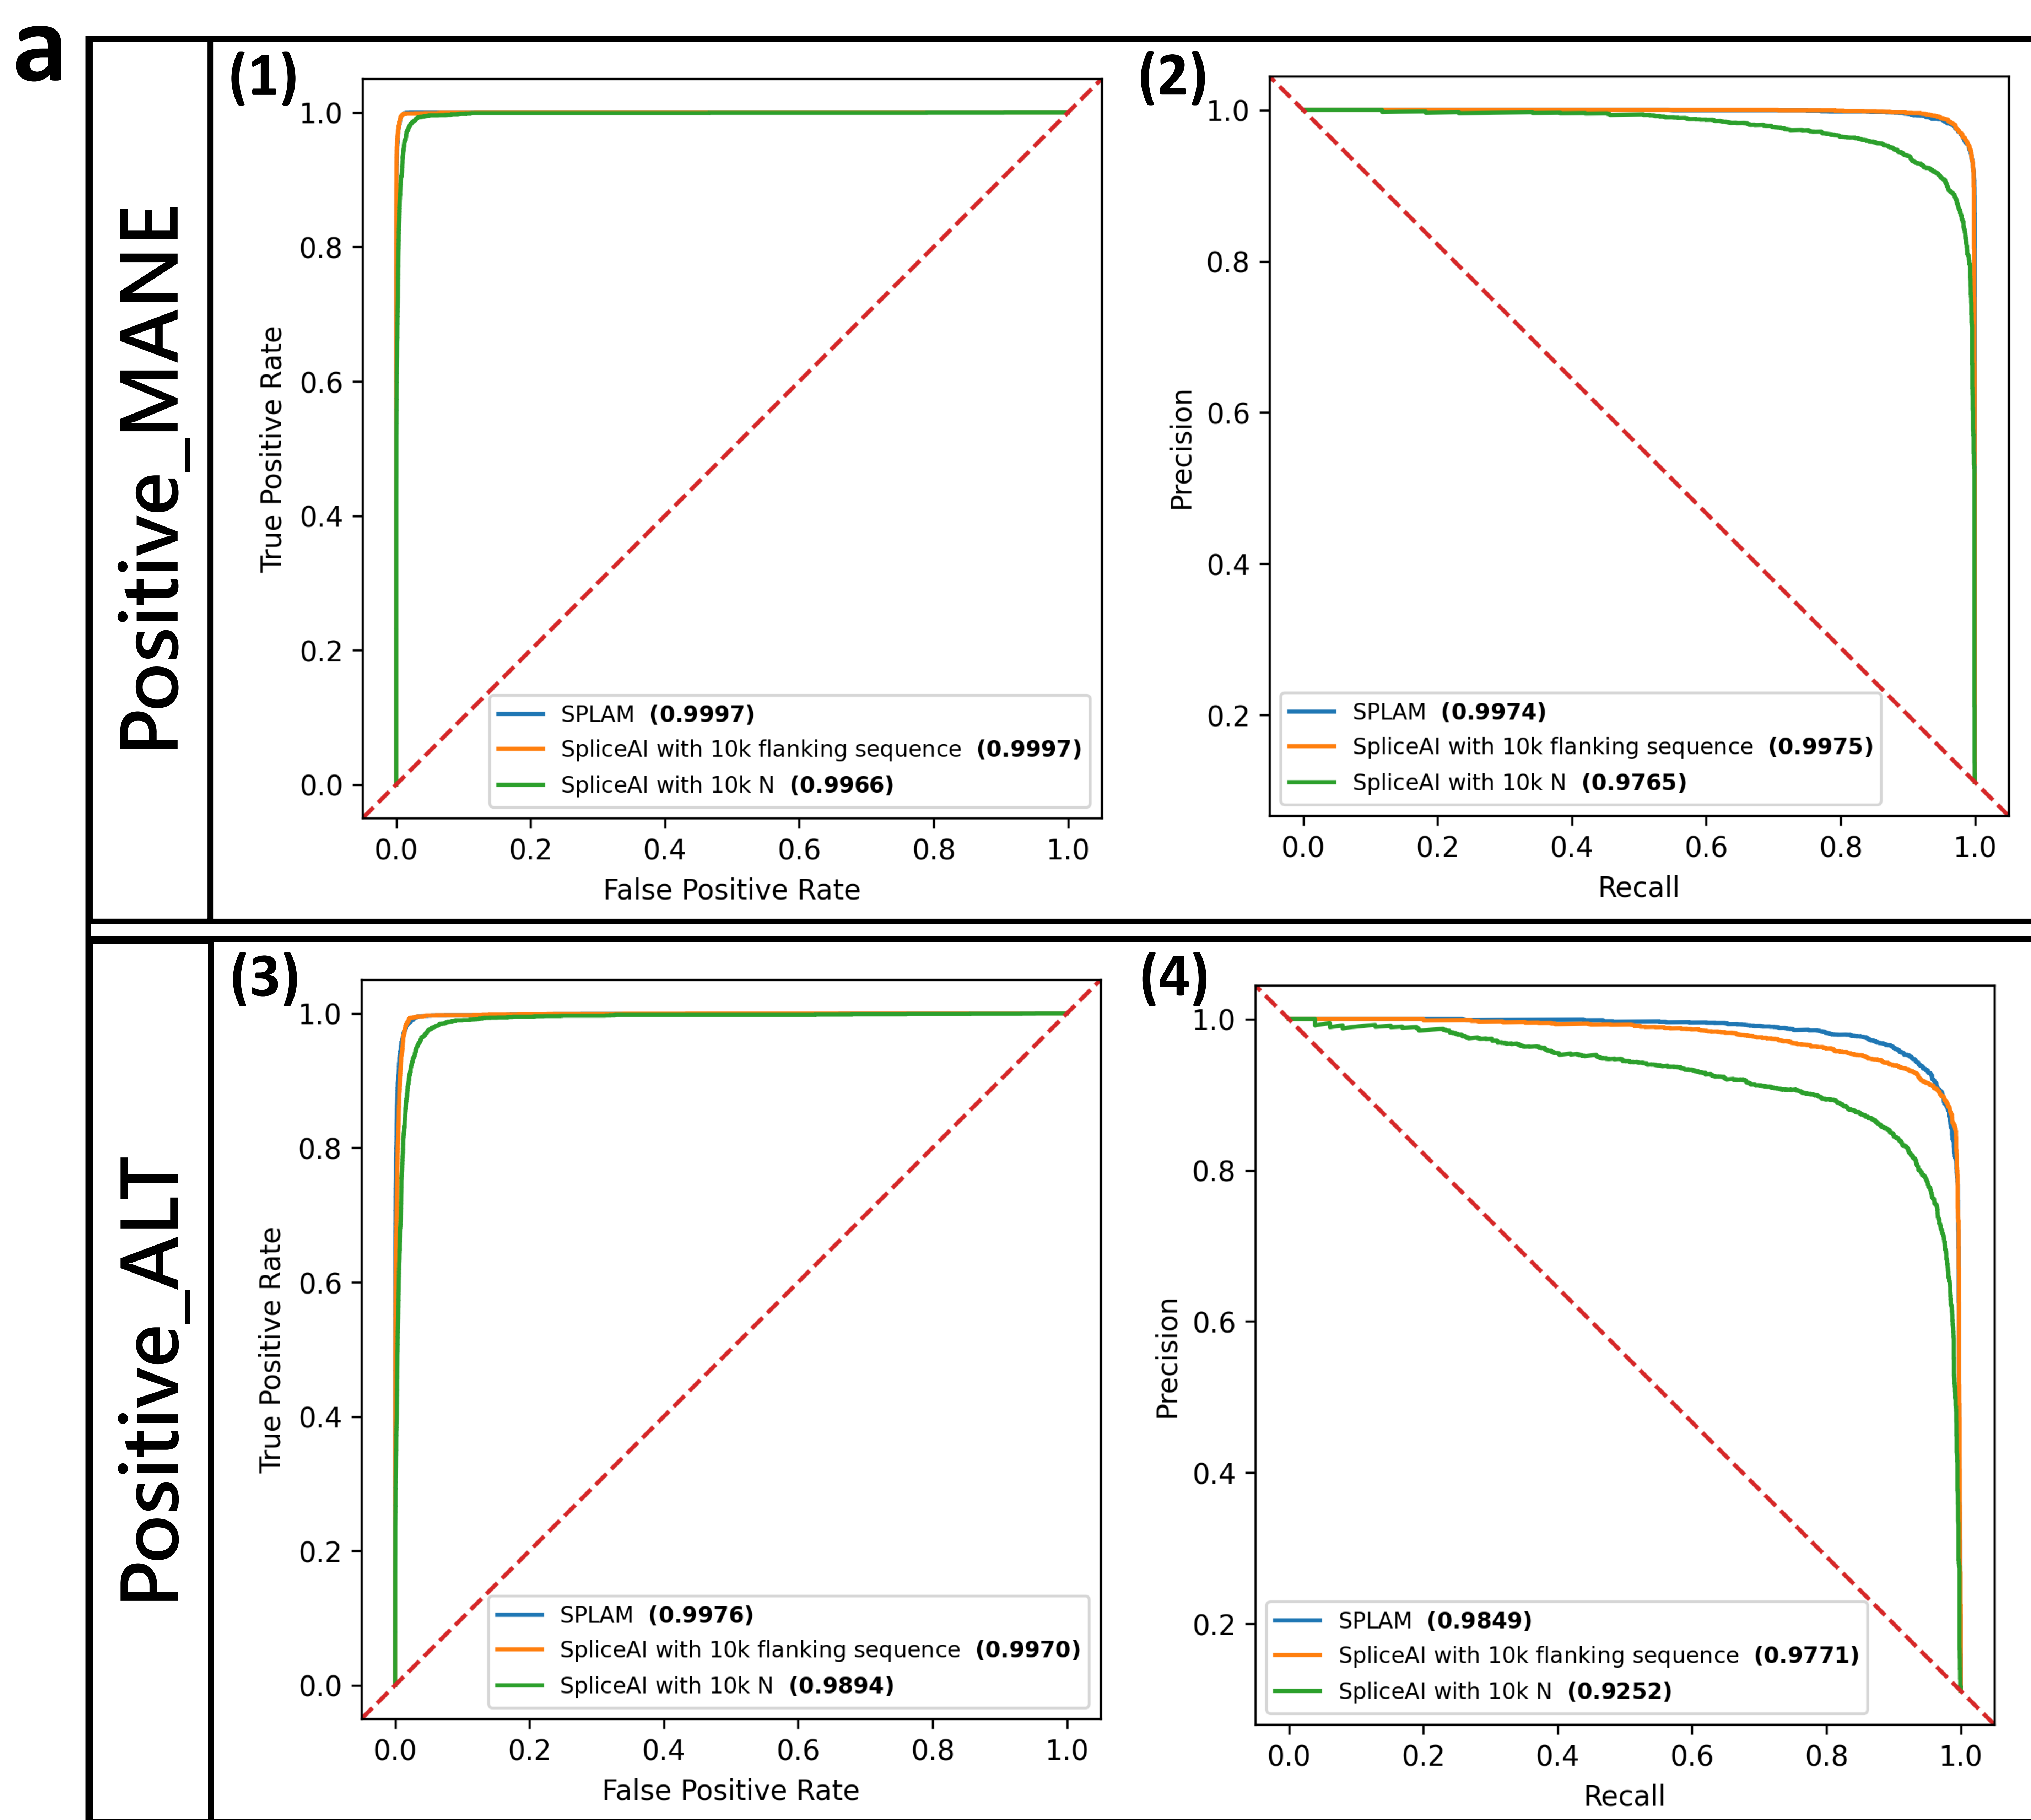 a
Positive_MANE
(1)
1.0
0.8
0.6
0.4
0.2
0.0
True Positive Rate
SPLAM (0.9997)
SpliceAI with 10k flanking sequence (0.9997)
SpliceAI with 10k N (0.9966)
0.0 0.2 0.4 0.6 0.8 1.0
False Positive Rate
(2)
1.0
0.8
0.6
0.4
0.2
Precision
SPLAM (0.9974)
SpliceAI with 10k flanking sequence (0.9975)
SpliceAI with 10k N (0.9765)
0.0 0.2 0.4 0.6 0.8 1.0
Recall
Positive_ALT
(3)
1.0
0.8
0.6
0.4
0.2
0.0
True Positive Rate
SPLAM (0.9976)
SpliceAI with 10k flanking sequence (0.9970)
SpliceAI with 10k N (0.9894)
0.0 0.2 0.4 0.6 0.8 1.0
False Positive Rate
(4)
1.0
0.8
0.6
0.4
0.2
Precision
SPLAM (0.9849)
SpliceAI with 10k flanking sequence (0.9771)
SpliceAI with 10k N (0.9252)
0.0 0.2 0.4 0.6 0.8 1.0
Recall